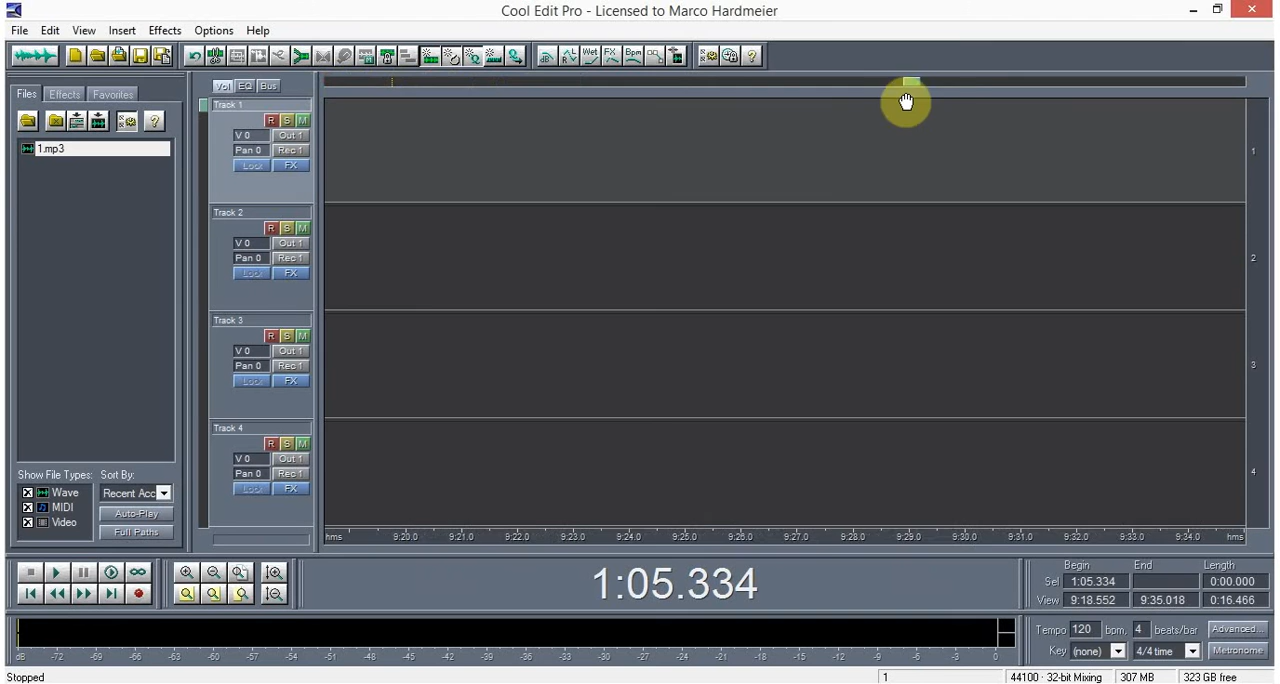 Cool Edit Pro - Licensed to Marco Hardmeier
File Edit View Insert Effects Options Help
Wet FX Bpm
Files Effects Favorites
Vol EQ Bus
1.mp3
Track 1
R S M
V 0 Out 1
Pan 0 Rec 1
Lock FX
1
Track 2
R S M
V 0 Out 1
Pan 0 Rec 1
Lock FX
2
Track 3
R S M
V 0 Out 1
Pan 0 Rec 1
Lock FX
3
Track 4
R S M
V 0 Out 1
Pan 0 Rec 1
Lock FX
4
Show File Types: Sort By:
Wave Recent Acc
MIDI Auto-Play
Video Full Paths
hms 9:20.0 9:21.0 9:22.0 9:23.0 9:24.0 9:25.0 9:26.0 9:27.0 9:28.0 9:29.0 9:30.0 9:31.0 9:32.0 9:33.0 9:34.0 hms
1:05.334
Begin End Length
Sel 1:05.334 0:00.000
View 9:18.552 9:35.018 0:16.466
Tempo 120 bpm, 4 beats/bar Advanced...
Key (none) 4/4 time Metronome
dB -72 -69 -66 -63 -60 -57 -54 -51 -48 -45 -42 -39 -36 -33 -30 -27 -24 -21 -18 -15 -12 -9 -6 -3 0
Stopped 1 44100 · 32-bit Mixing 307 MB 323 GB free